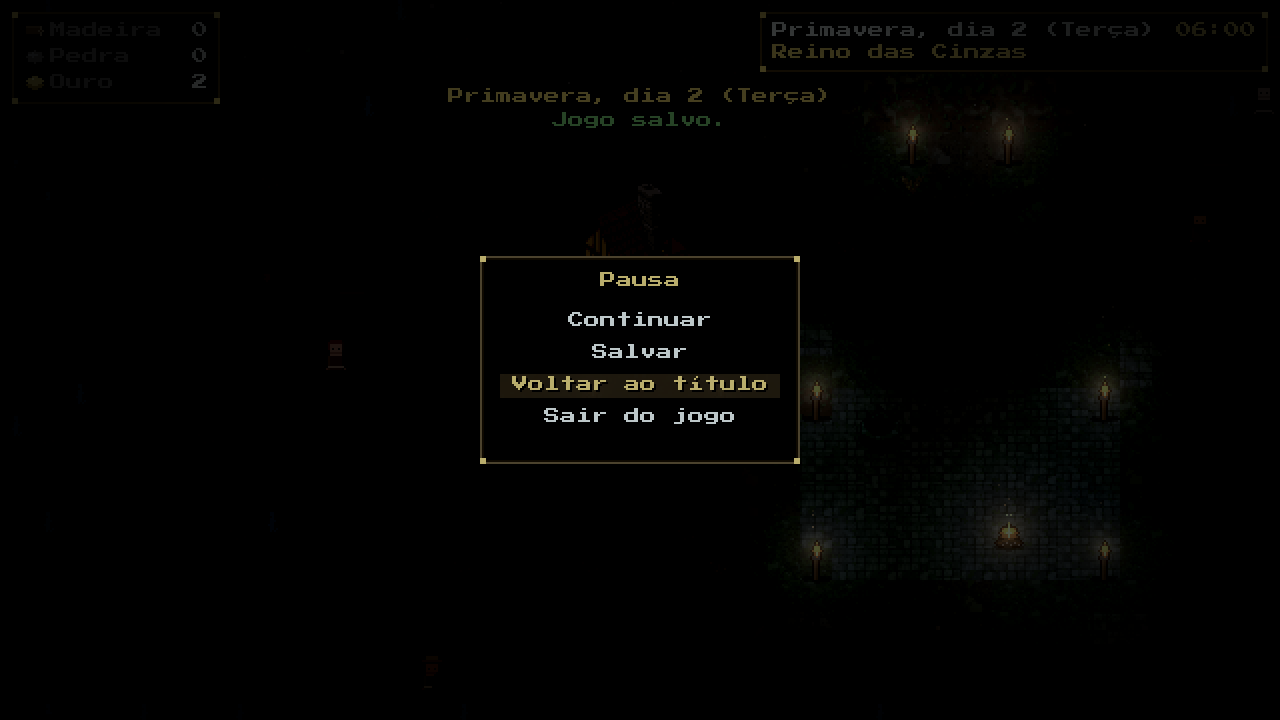 Madeira 0
Pedra 0
Ouro 2
Primavera, dia 2 (Terça) 06:00
Reino das Cinzas
Primavera, dia 2 (Terça)
Jogo salvo.
Pausa
Continuar
Salvar
Voltar ao título
Sair do jogo